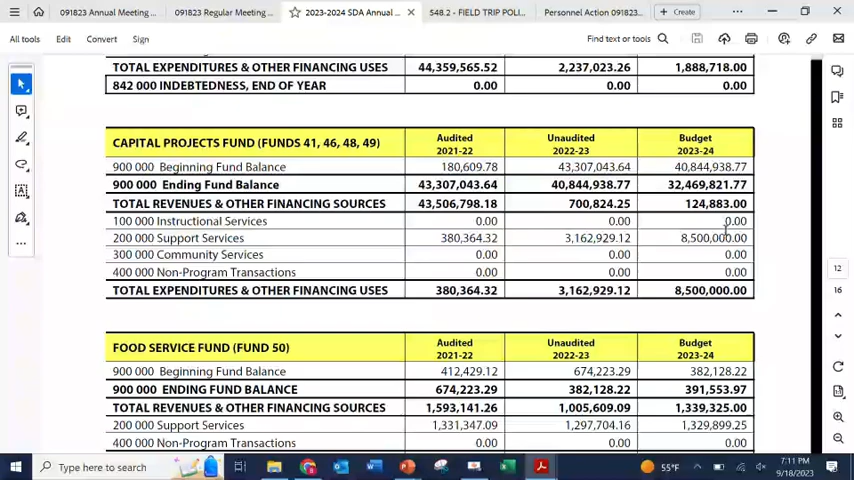 091823 Annual Meeting ... 091823 Regular Meeting ... 2023-2024 SDA Annual ... 548.2 - FIELD TRIP POLI... Personnel Action 091823... + Create
All tools Edit Convert Sign Find text or tools
TOTAL EXPENDITURES & OTHER FINANCING USES 44,359,565.52 2,237,023.26 1,888,718.00
842 000 INDEBTEDNESS, END OF YEAR 0.00 0.00 0.00
CAPITAL PROJECTS FUND (FUNDS 41, 46, 48, 49) Audited 2021-22 Unaudited 2022-23 Budget 2023-24
900 000 Beginning Fund Balance 180,609.78 43,307,043.64 40,844,938.77
900 000 Ending Fund Balance 43,307,043.64 40,844,938.77 32,469,821.77
TOTAL REVENUES & OTHER FINANCING SOURCES 43,506,798.18 700,824.25 124,883.00
100 000 Instructional Services 0.00 0.00 0.00
200 000 Support Services 380,364.32 3,162,929.12 8,500,000.00
300 000 Community Services 0.00 0.00 0.00
400 000 Non-Program Transactions 0.00 0.00 0.00
TOTAL EXPENDITURES & OTHER FINANCING USES 380,364.32 3,162,929.12 8,500,000.00
FOOD SERVICE FUND (FUND 50) Audited 2021-22 Unaudited 2022-23 Budget 2023-24
900 000 Beginning Fund Balance 412,429.12 674,223.29 382,128.22
900 000 ENDING FUND BALANCE 674,223.29 382,128.22 391,553.97
TOTAL REVENUES & OTHER FINANCING SOURCES 1,593,141.26 1,005,609.09 1,339,325.00
200 000 Support Services 1,331,347.09 1,297,704.16 1,329,899.25
400 000 Non-Program Transactions 0.00 0.00 0.00
12
16
Type here to search 55°F 7:11 PM
9/18/2023